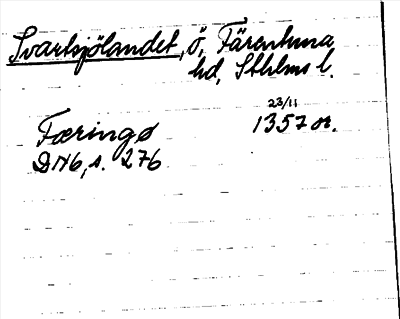 Svartsjölandet, ö, Färentuna
hd, Sthlms l.
23/11
Færingø 1357 or.
DN6, s. 276